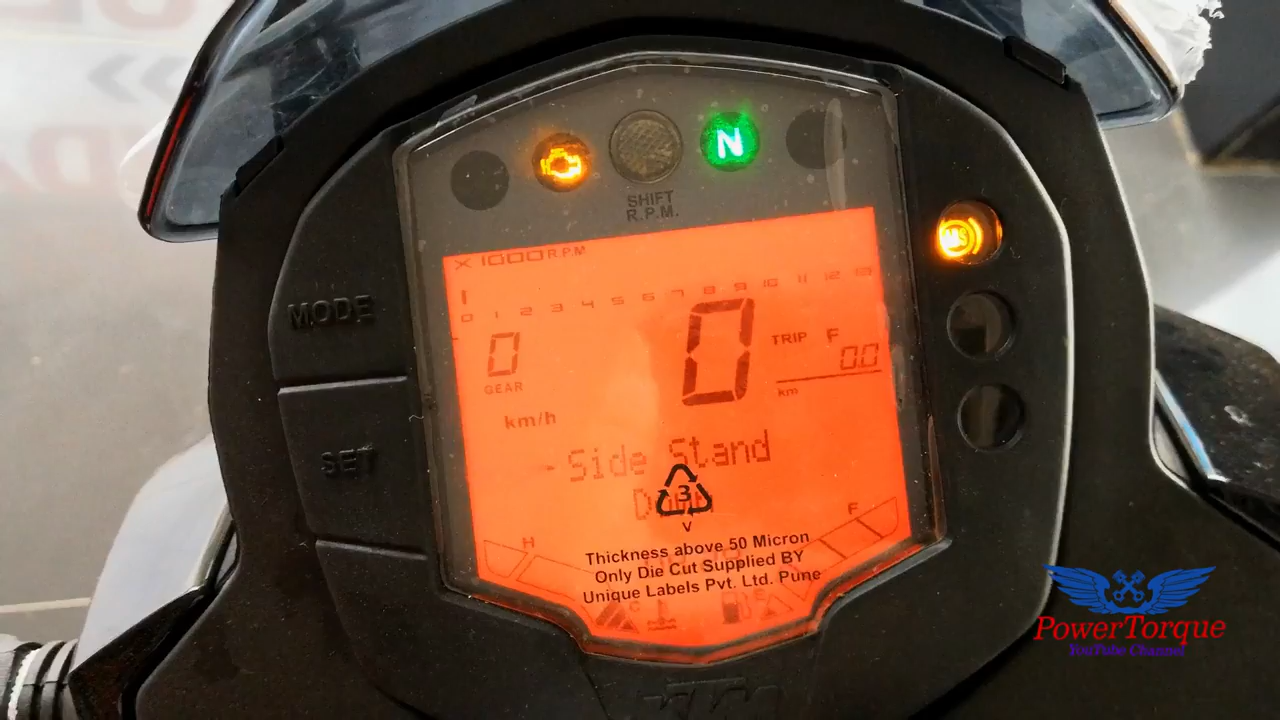 N
SHIFT
R.P.M.
X 1000 R.P.M
0 1 2 3 4 5 6 7 8 9 10 11 12 13
MODE
0
GEAR
0
TRIP F
0.0
km
km/h
SET
Side Stand
Down
3
V
H
F
Thickness above 50 Micron
Only Die Cut Supplied BY
Unique Labels Pvt. Ltd. Pune
C
E
KTM
PowerTorque
YouTube Channel